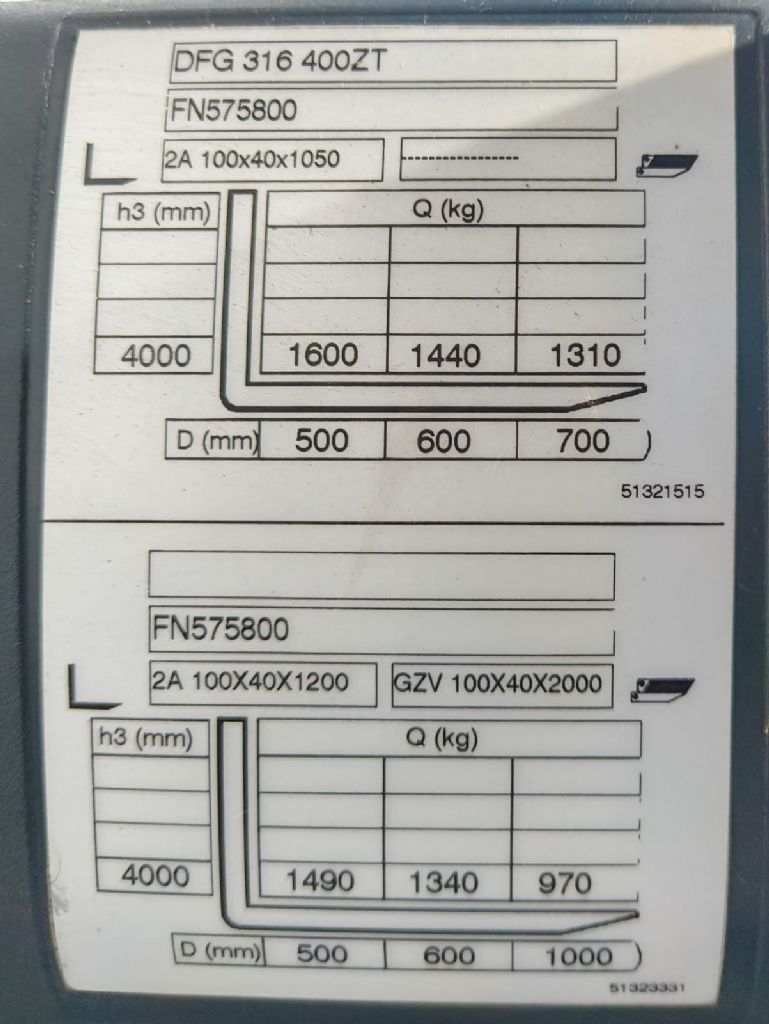 DFG 316 400ZT
FN575800
2A 100x40x1050 ---------------------
h3 (mm) Q (kg)
4000 1600 1440 1310
D (mm) 500 600 700
51321515
FN575800
2A 100X40X1200 GZV 100X40X2000
h3 (mm) Q (kg)
4000 1490 1340 970
D (mm) 500 600 1000
51323331